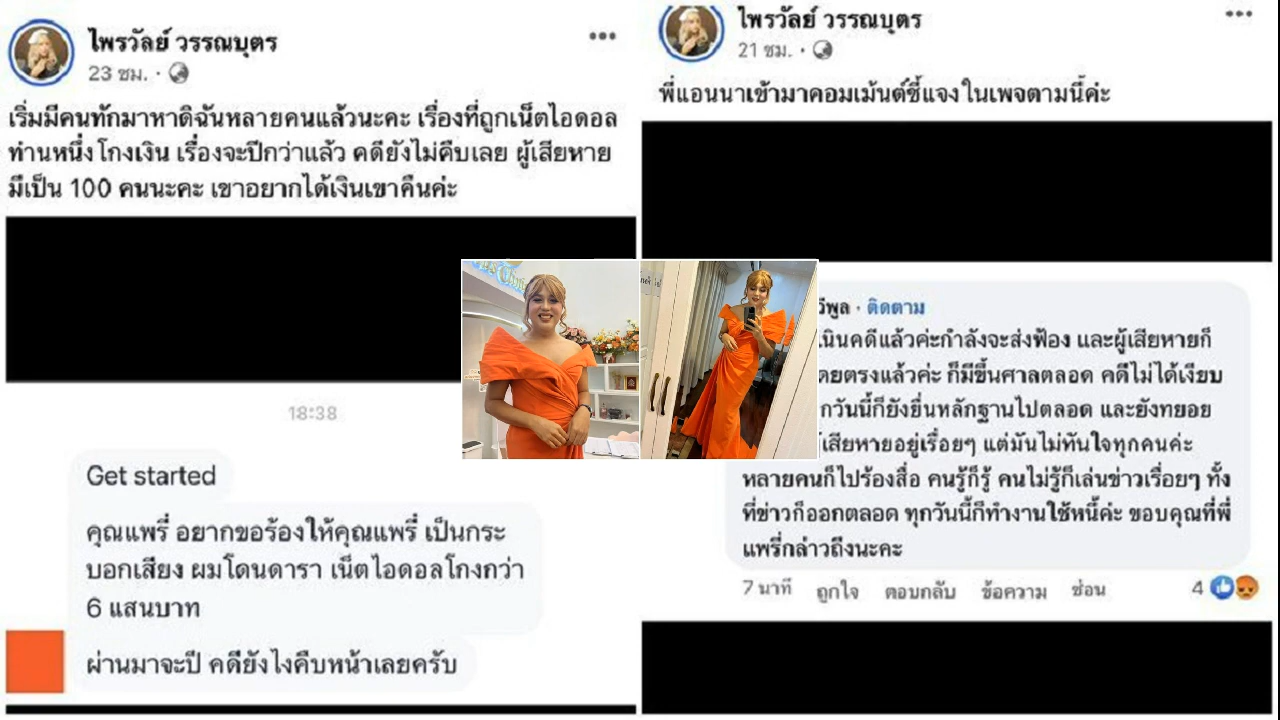 ไพรวัลย์ วรรณบุตร
23 ชม. ·
เริ่มมีคนทักมาหาดิฉันหลายคนแล้วนะคะ เรื่องที่ถูกเน็ตไอดอล
ท่านหนึ่งโกงเงิน เรื่องจะปีกว่าแล้ว คดียังไม่คืบเลย ผู้เสียหาย
มีเป็น 100 คนนะคะ เขาอยากได้เงินเขาคืนค่ะ
18:38
Get started
คุณแพรี่ อยากขอร้องให้คุณแพรี่ เป็นกระ
บอกเสียง ผมโดนดารา เน็ตไอดอลโกงกว่า
6 แสนบาท
ผ่านมาจะปี คดียังไงคืบหน้าเลยครับ
ไพรวัลย์ วรรณบุตร
21 ชม. ·
พี่แอนนาเข้ามาคอมเม้นต์ชี้แจงในเพจตามนี้ค่ะ
วีพูล · ติดตาม
เนินคดีแล้วค่ะกำลังจะส่งฟ้อง และผู้เสียหายก็
ดยตรงแล้วค่ะ ก็มีขึ้นศาลตลอด คดีไม่ได้เงียบ
กวันนี้ก็ยังยื่นหลักฐานไปตลอด และยังทยอย
เสียหายอยู่เรื่อยๆ แต่มันไม่ทันใจทุกคนค่ะ
หลายคนก็ไปร้องสื่อ คนรู้ก็รู้ คนไม่รู้ก็เล่นข่าวเรื่อยๆ ทั้ง
ที่ข่าวก็ออกตลอด ทุกวันนี้ก็ทำงานใช้หนี้ค่ะ ขอบคุณที่พี่
แพรี่กล่าวถึงนะคะ
7 นาที ถูกใจ ตอบกลับ ข้อความ ซ่อน 4